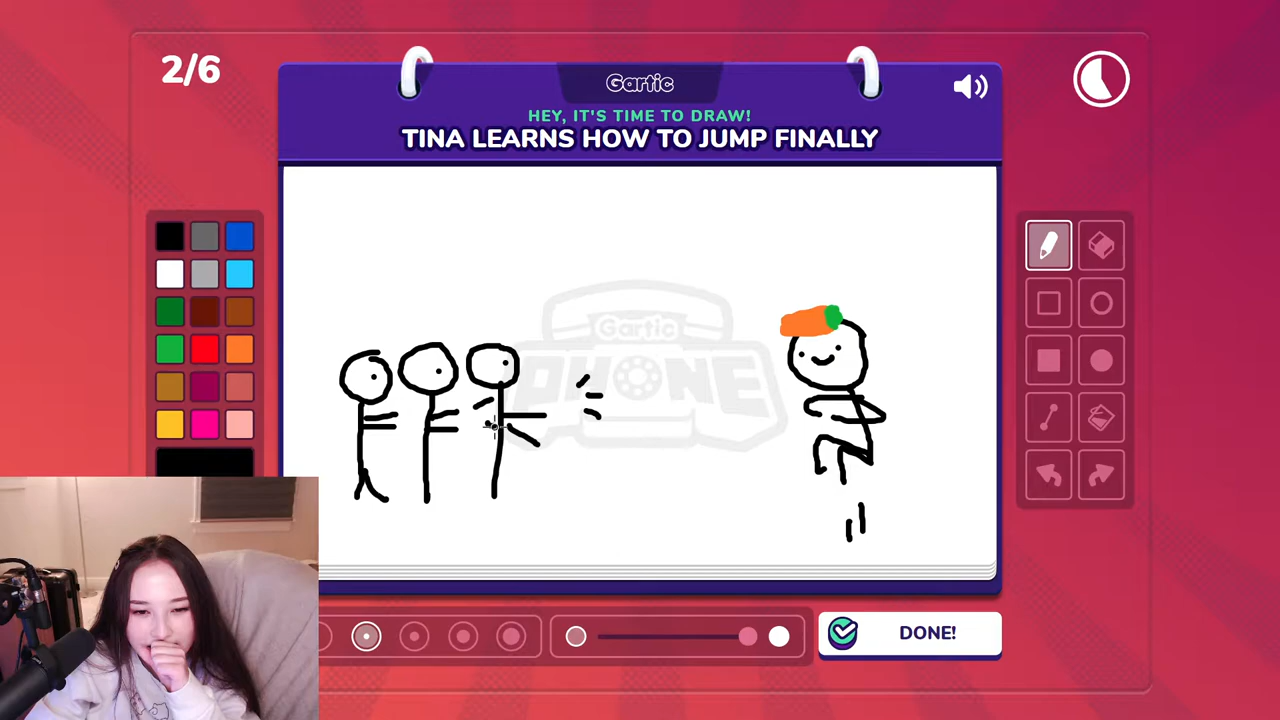 2/6
Gartic
HEY, IT'S TIME TO DRAW!
TINA LEARNS HOW TO JUMP FINALLY
Gartic
PHONE
DONE!